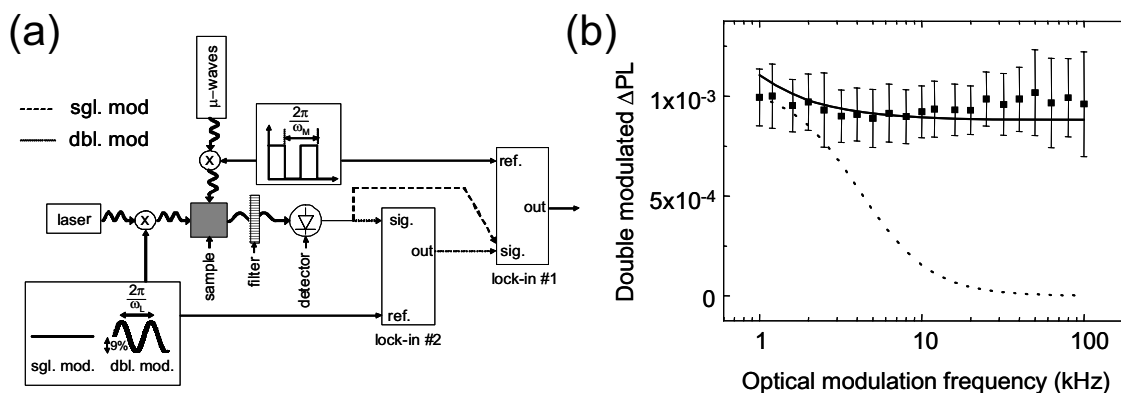 (a)
μ-waves
sgl. mod
dbl. mod
2π
ω_M
x
ref.
out
sig.
lock-in #1
laser
x
sample
filter
detector
sig.
out
ref.
lock-in #2
2π
ω_L
9%
sgl. mod.
dbl. mod.
(b)
Double modulated ΔPL
1x10⁻³
5x10⁻⁴
0
1
10
100
Optical modulation frequency (kHz)